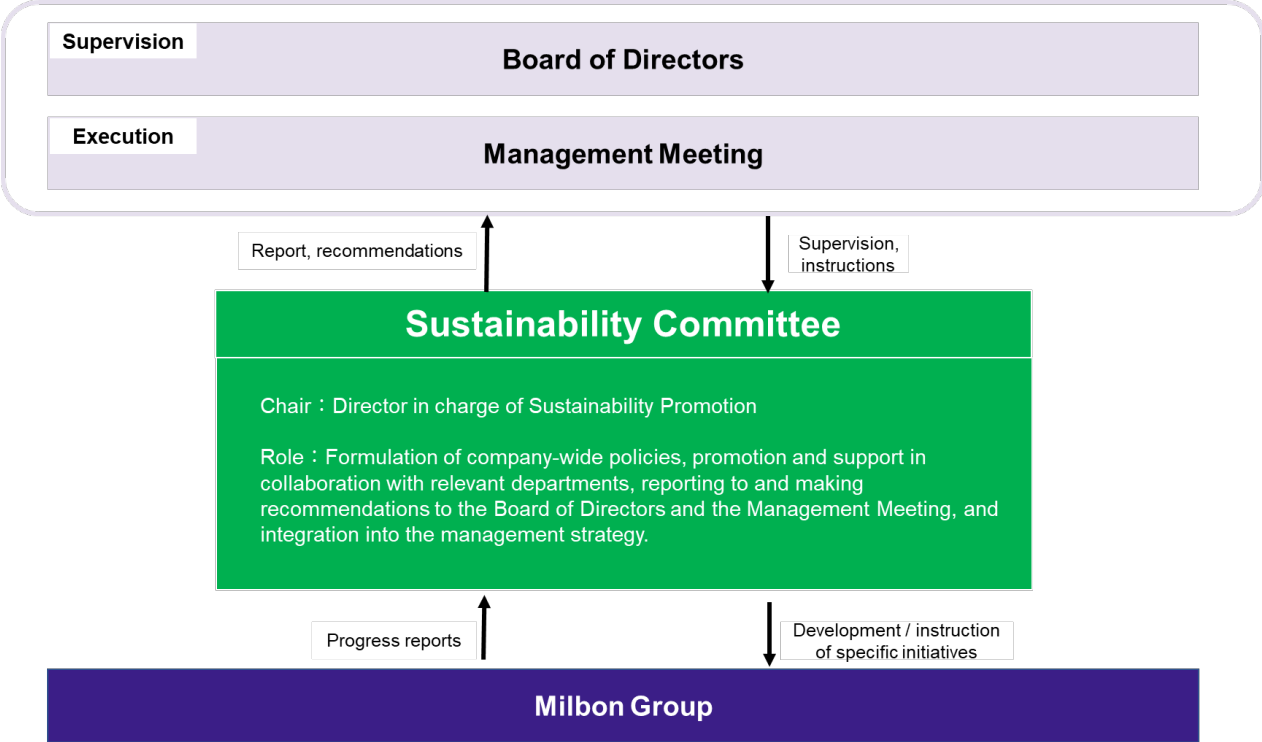 Supervision
Board of Directors
Execution
Management Meeting
Report, recommendations
Supervision,
instructions
Sustainability Committee
Chair：Director in charge of Sustainability Promotion
Role：Formulation of company-wide policies, promotion and support in
collaboration with relevant departments, reporting to and making
recommendations to the Board of Directors and the Management Meeting, and
integration into the management strategy.
Progress reports
Development / instruction
of specific initiatives
Milbon Group